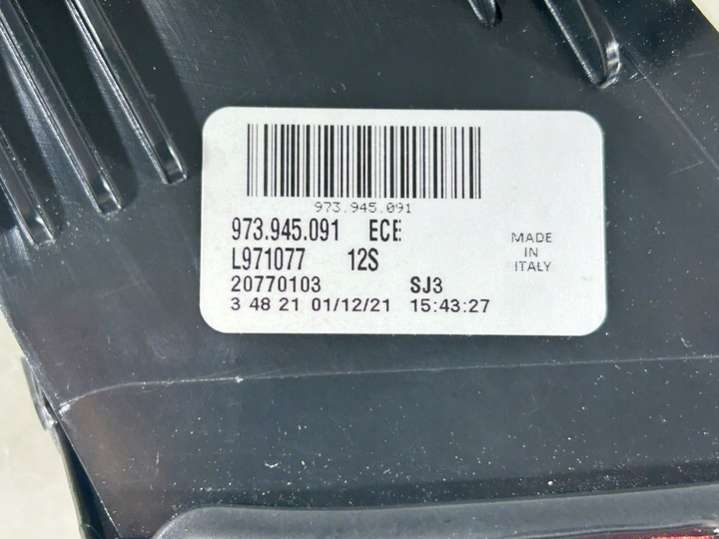 973.945.091
973.945.091 ECE
L971077 12S
20770103 SJ3
3 48 21 01/12/21 15:43:27
MADE
IN
ITALY